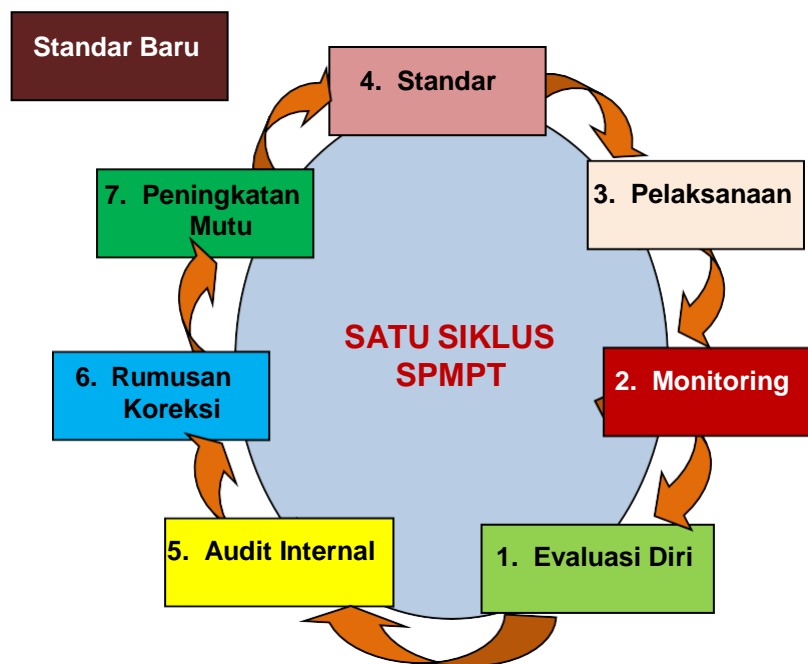 Standar Baru
4. Standar
7. Peningkatan
Mutu
3. Pelaksanaan
SATU SIKLUS
SPMPT
6. Rumusan
Koreksi
2. Monitoring
5. Audit Internal
1. Evaluasi Diri